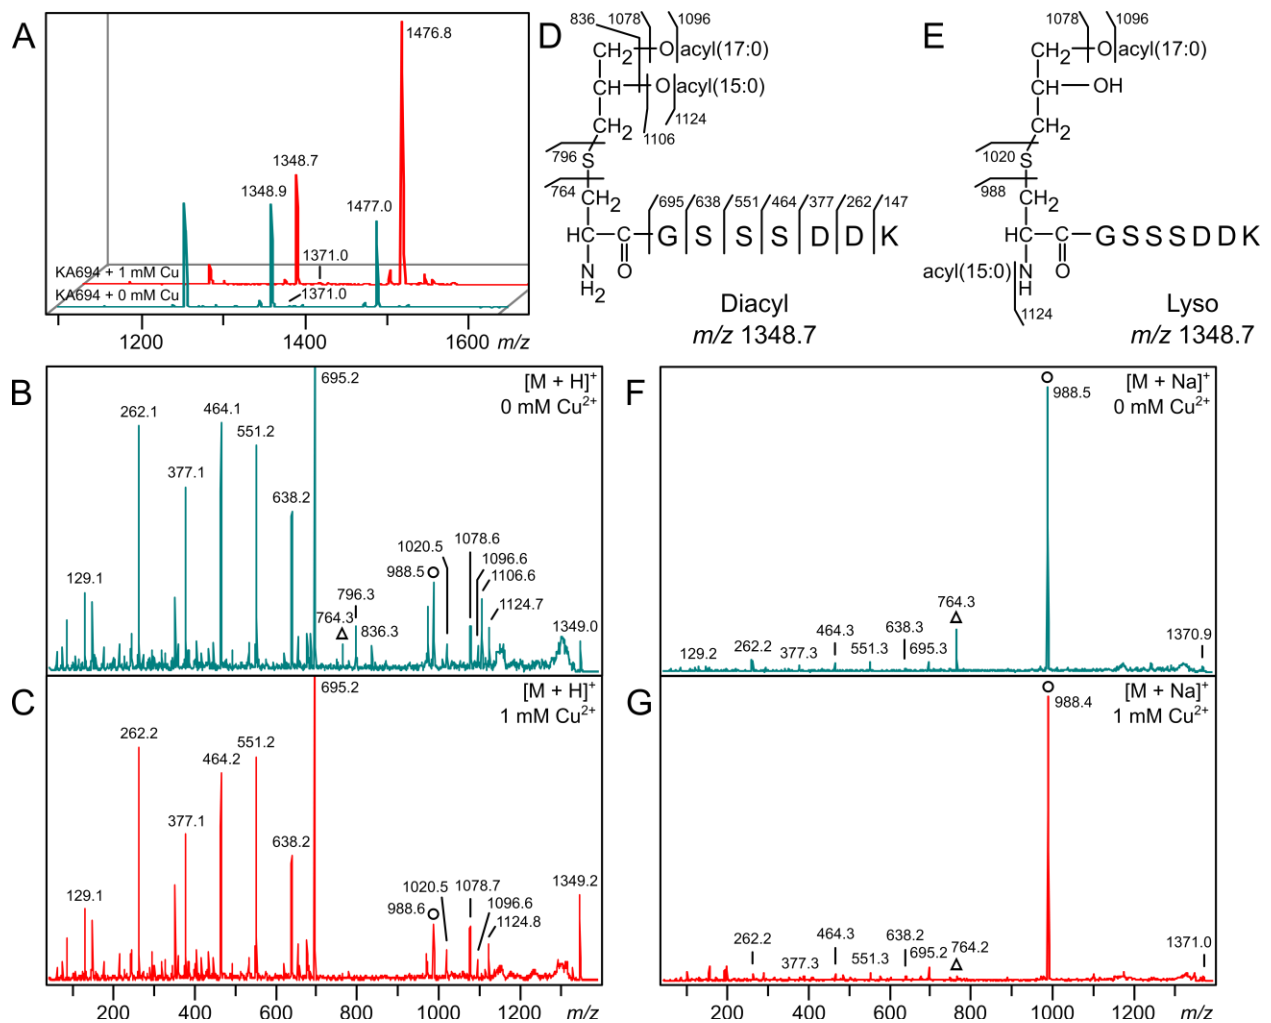 A
1476.8
1348.7
1348.9
1477.0
1371.0
KA694 + 1 mM Cu
KA694 + 0 mM Cu
1371.0
1200
1400
1600
m/z
D
836
1078
1096
CH2
O
acyl(17:0)
CH
O
acyl(15:0)
CH2
1124
1106
796
S
764
CH2
695
638
551
464
377
262
147
H
C
C
G
S
S
S
D
D
K
N
O
H2
Diacyl
m/z 1348.7
E
1078
1096
CH2
O
acyl(17:0)
CH
OH
CH2
1020
S
988
CH2
HC
C
GSSSDDK
acyl(15:0)
N
O
H
1124
Lyso
m/z 1348.7
B
695.2
[M + H]+
0 mM Cu2+
262.1
464.1
551.2
377.1
638.2
1078.6
1020.5
1096.6
988.5
1106.6
129.1
796.3
1124.7
764.3
836.3
1349.0
C
695.2
[M + H]+
1 mM Cu2+
262.2
551.2
464.2
377.1
638.2
129.1
1020.5
1078.7
1349.2
988.6
1096.6
1124.8
200
400
600
800
1000
1200
m/z
F
988.5
[M + Na]+
0 mM Cu2+
764.3
129.2
262.2
377.3
464.3
551.3
638.3
695.3
1370.9
G
988.4
[M + Na]+
1 mM Cu2+
262.2
377.3
464.3
551.3
638.2
695.2
764.2
1371.0
200
400
600
800
1000
1200
m/z